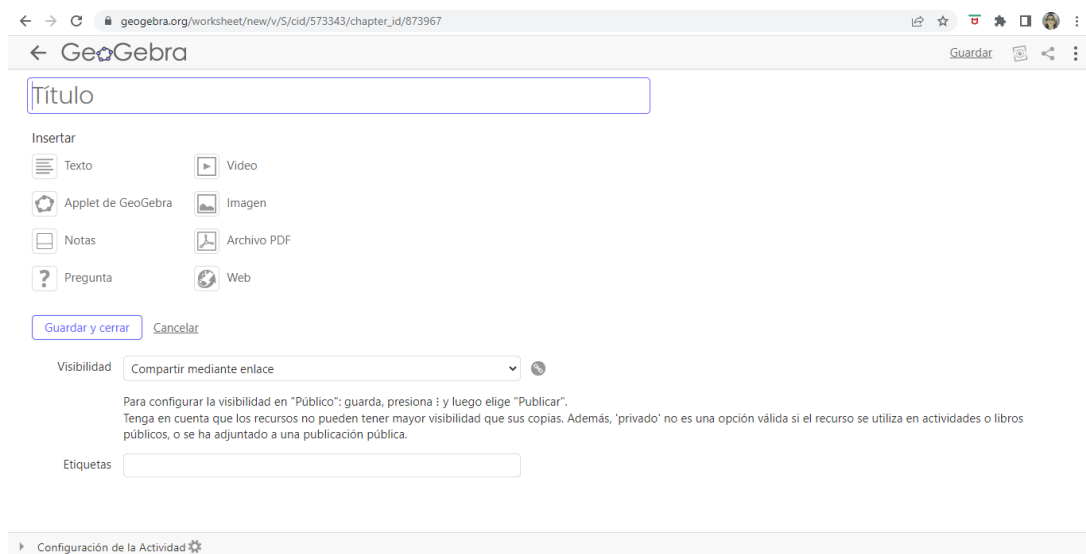 geogebra.org/worksheet/new/v/S/cid/573343/chapter_id/873967
GeoGebra
Guardar
Título
Insertar
Texto
Video
Applet de GeoGebra
Imagen
Notas
Archivo PDF
? Pregunta
Web
Guardar y cerrar
Cancelar
Visibilidad
Compartir mediante enlace
Para configurar la visibilidad en "Público": guarda, presiona ⋮ y luego elige "Publicar".
Tenga en cuenta que los recursos no pueden tener mayor visibilidad que sus copias. Además, 'privado' no es una opción válida si el recurso se utiliza en actividades o libros
públicos, o se ha adjuntado a una publicación pública.
Etiquetas
Configuración de la Actividad